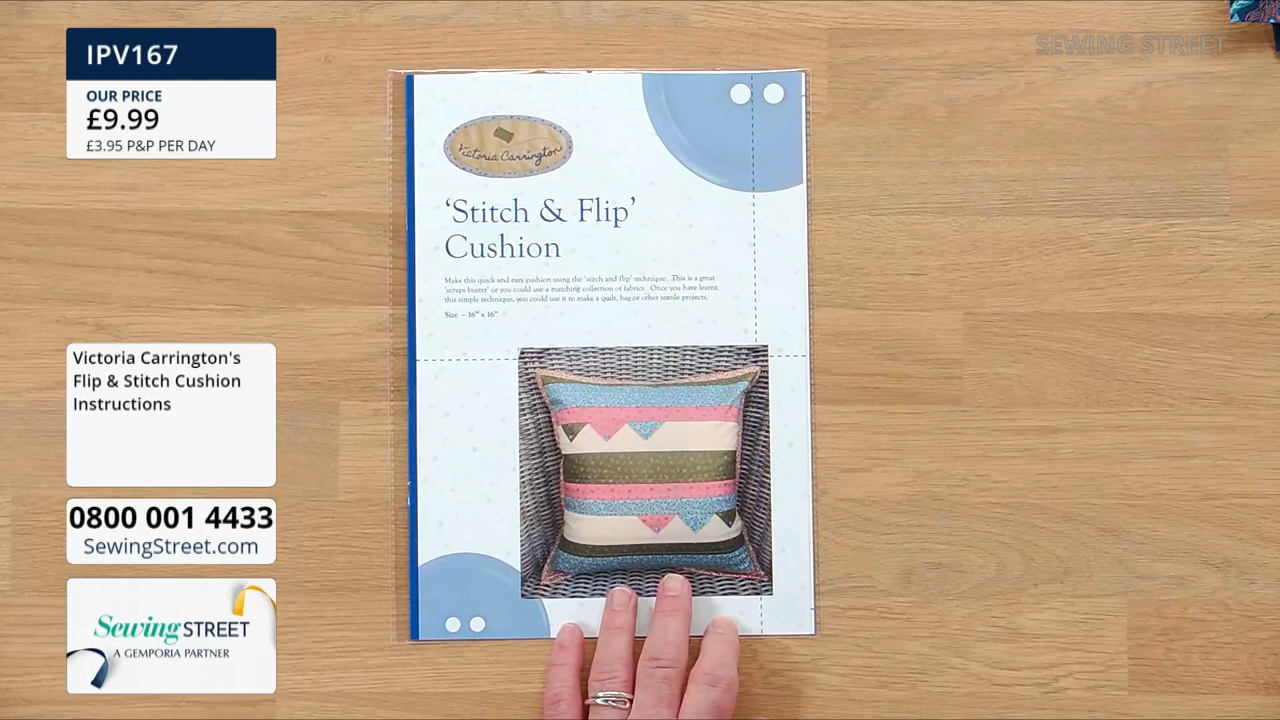 IPV167
OUR PRICE
£9.99
£3.95 P&P PER DAY
SEWING STREET
Victoria Carrington
‘Stitch & Flip’
Cushion
Make this quick and easy cushion using the ‘stitch and flip’ technique. This is a great
‘scraps buster’ or you could use a matching collection of fabrics. Once you have learnt
this simple technique, you could use it to make a quilt, bag or other textile projects.
Size – 16” x 16”
Victoria Carrington's
Flip & Stitch Cushion
Instructions
0800 001 4433
SewingStreet.com
Sewing STREET
A GEMPORIA PARTNER